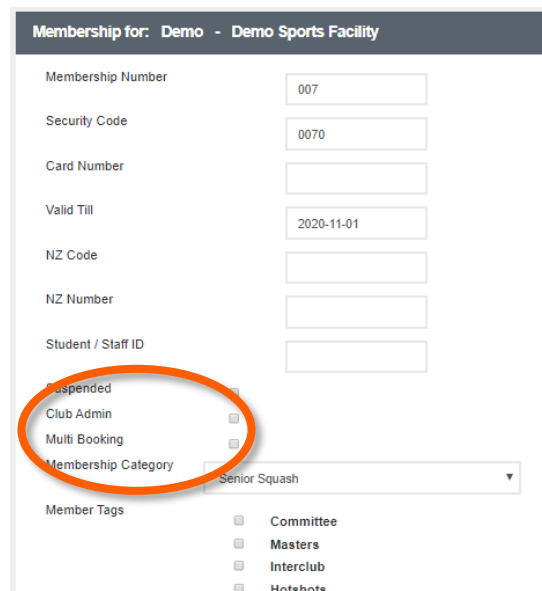 Membership for: Demo - Demo Sports Facility
Membership Number
007
Security Code
0070
Card Number
Valid Till
2020-11-01
NZ Code
NZ Number
Student / Staff ID
Suspended
Club Admin
Multi Booking
Membership Category
Senior Squash
Member Tags
Committee
Masters
Interclub
Hotshots